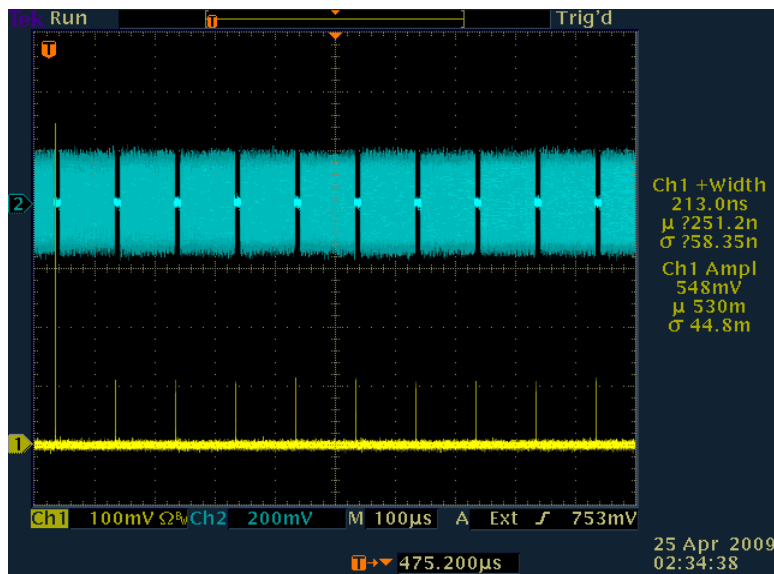 Tek Run Trig'd
T
T
2
Ch1 +Width
213.0ns
μ ?251.2n
σ ?58.35n
Ch1 Ampl
548mV
μ 530m
σ 44.8m
1
Ch1 100mV ΩBW Ch2 200mV M 100μs A Ext 753mV
25 Apr 2009
T 475.200μs 02:34:38